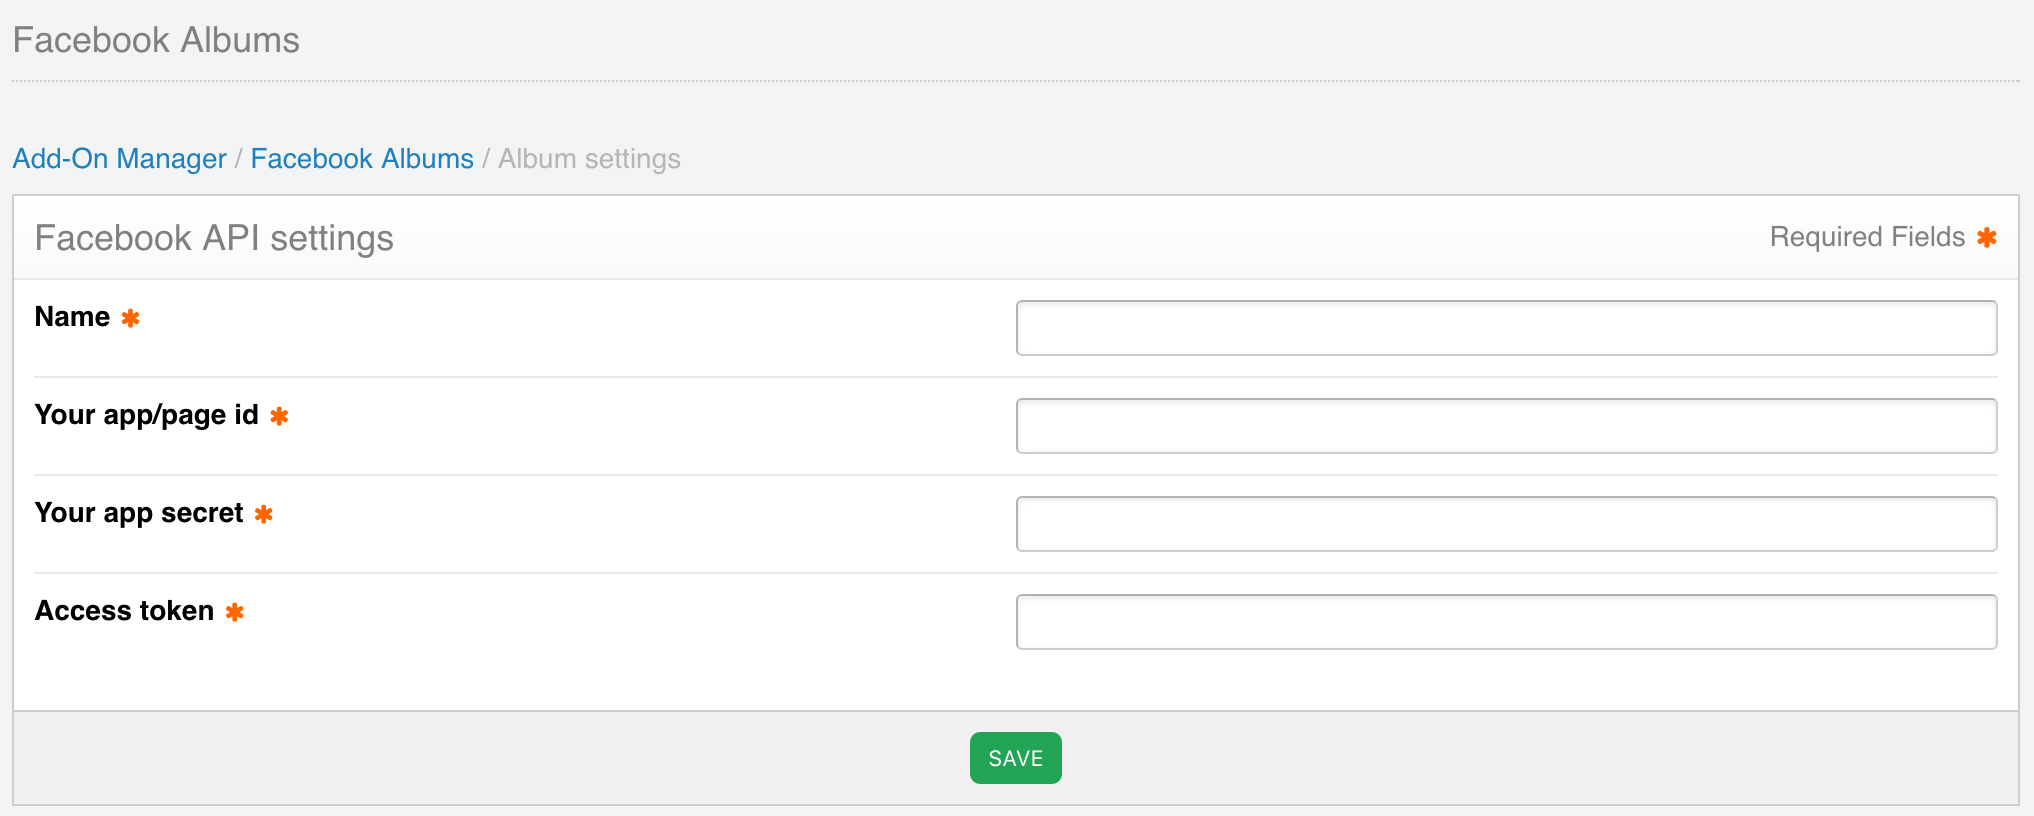 Facebook Albums
Add-On Manager / Facebook Albums / Album settings
Facebook API settings
Required Fields ✱
Name ✱
Your app/page id ✱
Your app secret ✱
Access token ✱
SAVE